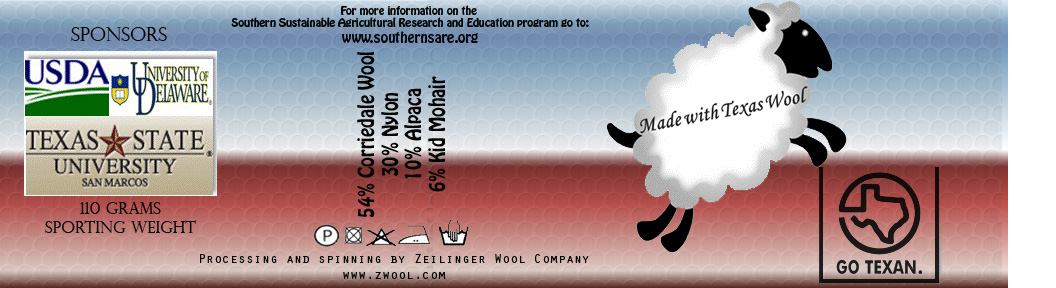 SPONSORS
USDA
UNIVERSITY OF
DELAWARE
TEXAS STATE
UNIVERSITY
SAN MARCOS
110 GRAMS
SPORTING WEIGHT
For more information on the
Southern Sustainable Agricultural Research and Education program go to:
www.southernsare.org
54% Corriedale Wool
30% Nylon
10% Alpaca
6% Kid Mohair
P
Processing and spinning by Zeilinger Wool Company
www.zwool.com
Made with Texas Wool
GO TEXAN.